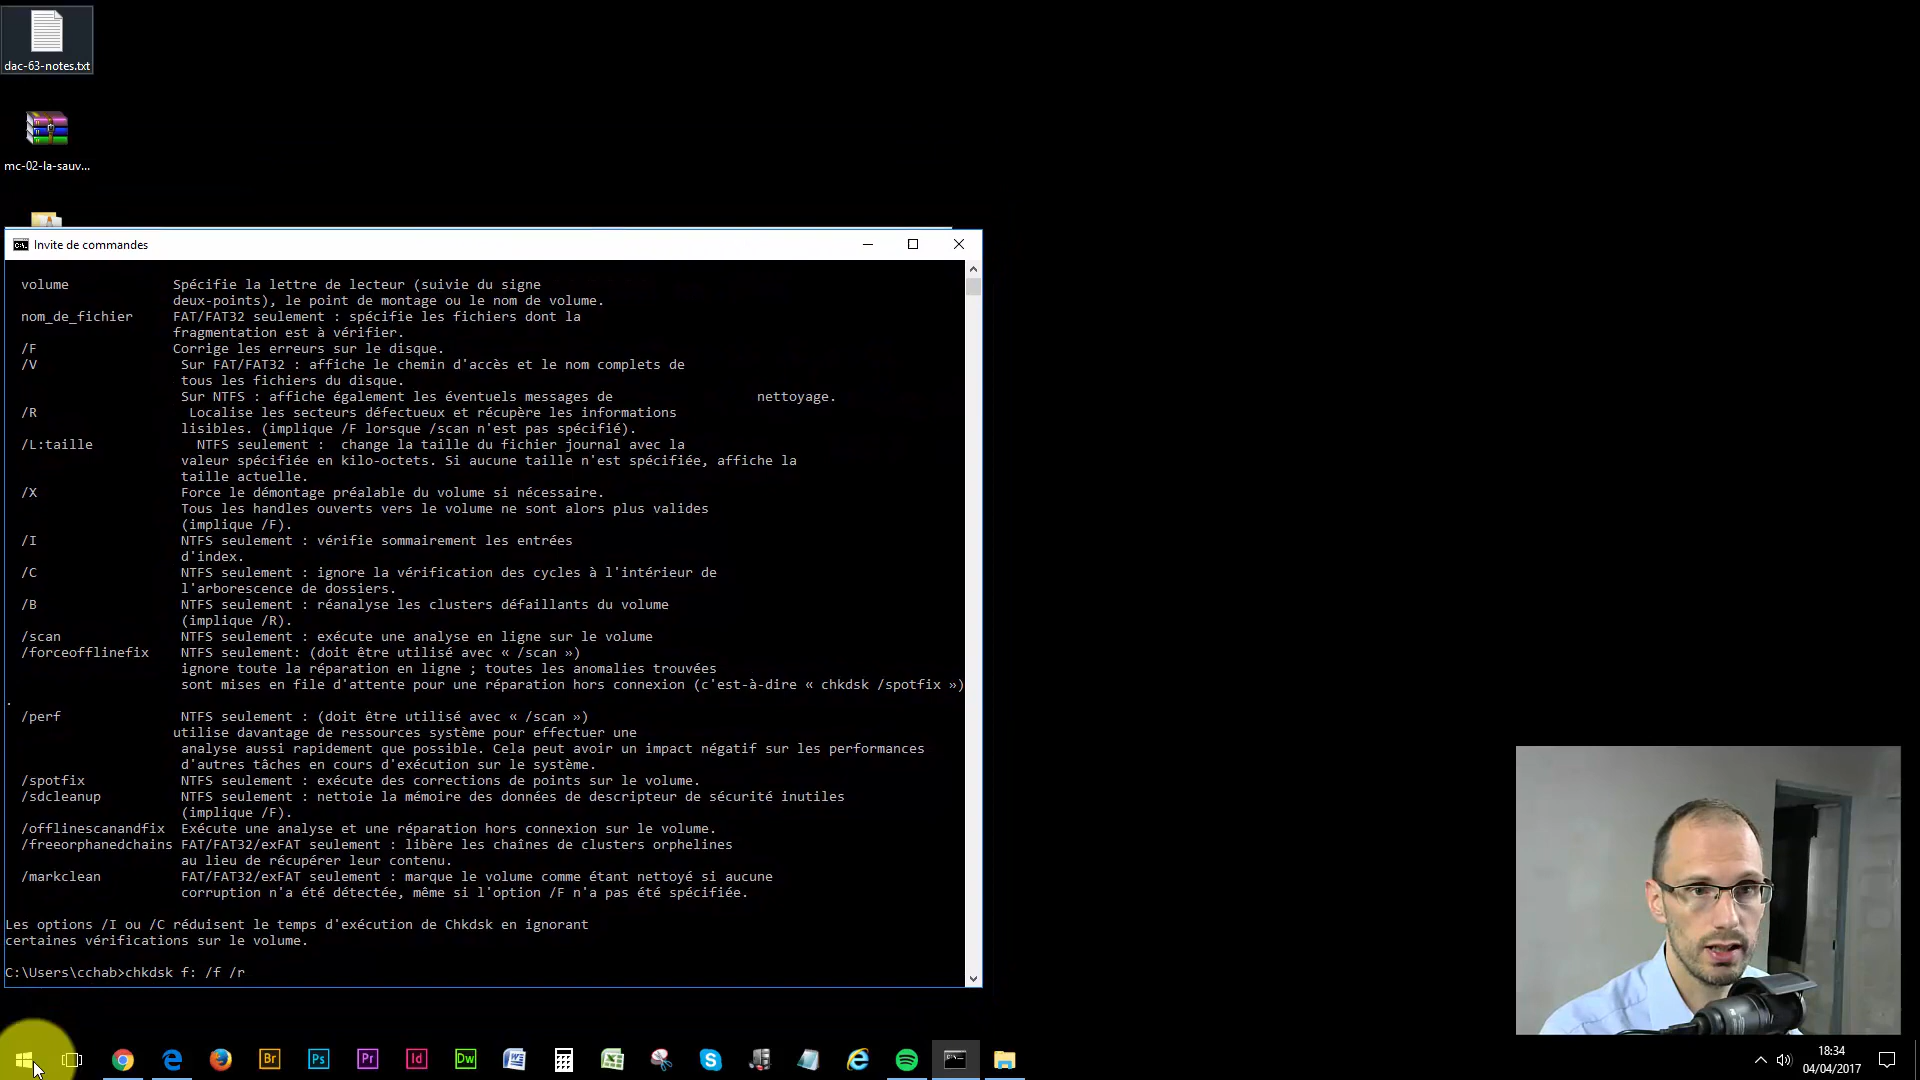 dac-63-notes.txt
mc-02-la-sauv...
Invite de commandes
volume Spécifie la lettre de lecteur (suivie du signe
deux-points), le point de montage ou le nom de volume.
nom_de_fichier FAT/FAT32 seulement : spécifie les fichiers dont la
fragmentation est à vérifier.
/F Corrige les erreurs sur le disque.
/V Sur FAT/FAT32 : affiche le chemin d'accès et le nom complets de
tous les fichiers du disque.
Sur NTFS : affiche également les éventuels messages de nettoyage.
/R Localise les secteurs défectueux et récupère les informations
lisibles. (implique /F lorsque /scan n'est pas spécifié).
/L:taille NTFS seulement : change la taille du fichier journal avec la
valeur spécifiée en kilo-octets. Si aucune taille n'est spécifiée, affiche la
taille actuelle.
/X Force le démontage préalable du volume si nécessaire.
Tous les handles ouverts vers le volume ne sont alors plus valides
(implique /F).
/I NTFS seulement : vérifie sommairement les entrées
d'index.
/C NTFS seulement : ignore la vérification des cycles à l'intérieur de
l'arborescence de dossiers.
/B NTFS seulement : réanalyse les clusters défaillants du volume
(implique /R).
/scan NTFS seulement : exécute une analyse en ligne sur le volume
/forceofflinefix NTFS seulement: (doit être utilisé avec « /scan »)
ignore toute la réparation en ligne ; toutes les anomalies trouvées
sont mises en file d'attente pour une réparation hors connexion (c'est-à-dire « chkdsk /spotfix »)
.
/perf NTFS seulement : (doit être utilisé avec « /scan »)
utilise davantage de ressources système pour effectuer une
analyse aussi rapidement que possible. Cela peut avoir un impact négatif sur les performances
d'autres tâches en cours d'exécution sur le système.
/spotfix NTFS seulement : exécute des corrections de points sur le volume.
/sdcleanup NTFS seulement : nettoie la mémoire des données de descripteur de sécurité inutiles
(implique /F).
/offlinescanandfix Exécute une analyse et une réparation hors connexion sur le volume.
/freeorphanedchains FAT/FAT32/exFAT seulement : libère les chaînes de clusters orphelines
au lieu de récupérer leur contenu.
/markclean FAT/FAT32/exFAT seulement : marque le volume comme étant nettoyé si aucune
corruption n'a été détectée, même si l'option /F n'a pas été spécifiée.
Les options /I ou /C réduisent le temps d'exécution de Chkdsk en ignorant
certaines vérifications sur le volume.
C:\Users\cchab>chkdsk f: /f /r
Br Ps Pr Id Dw
18:34
04/04/2017